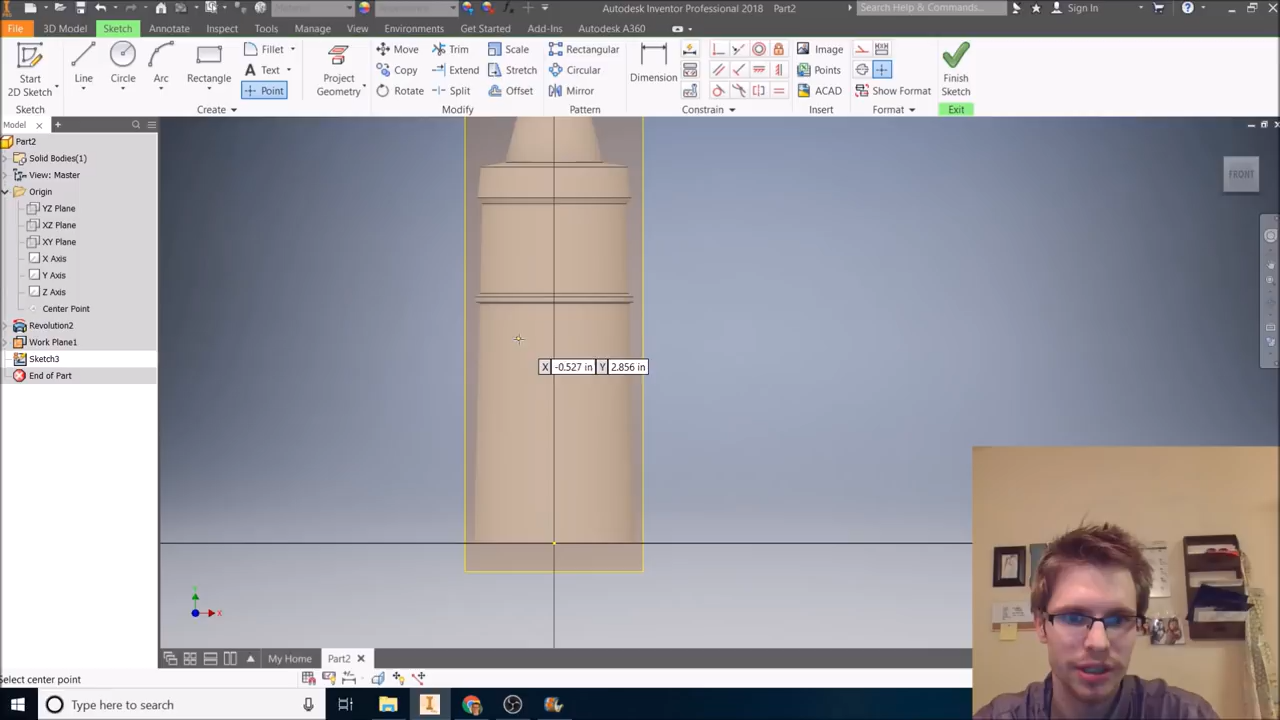 Autodesk Inventor Professional 2018 Part2
Search Help & Commands...
Sign In
File 3D Model Sketch Annotate Inspect Tools Manage View Environments Get Started Add-Ins Autodesk A360
Start
2D Sketch
Line
Circle
Arc
Rectangle
Fillet
Text
Point
Project
Geometry
Move
Copy
Rotate
Trim
Extend
Split
Scale
Stretch
Offset
Rectangular
Circular
Mirror
Dimension
Image
Points
ACAD
Show Format
Finish
Sketch
Sketch Create Modify Pattern Constrain Insert Format Exit
Model
Part2
Solid Bodies(1)
View: Master
Origin
YZ Plane
XZ Plane
XY Plane
X Axis
Y Axis
Z Axis
Center Point
Revolution2
Work Plane1
Sketch3
End of Part
FRONT
X -0.527 in Y 2.856 in
X
My Home Part2
Select center point
Type here to search